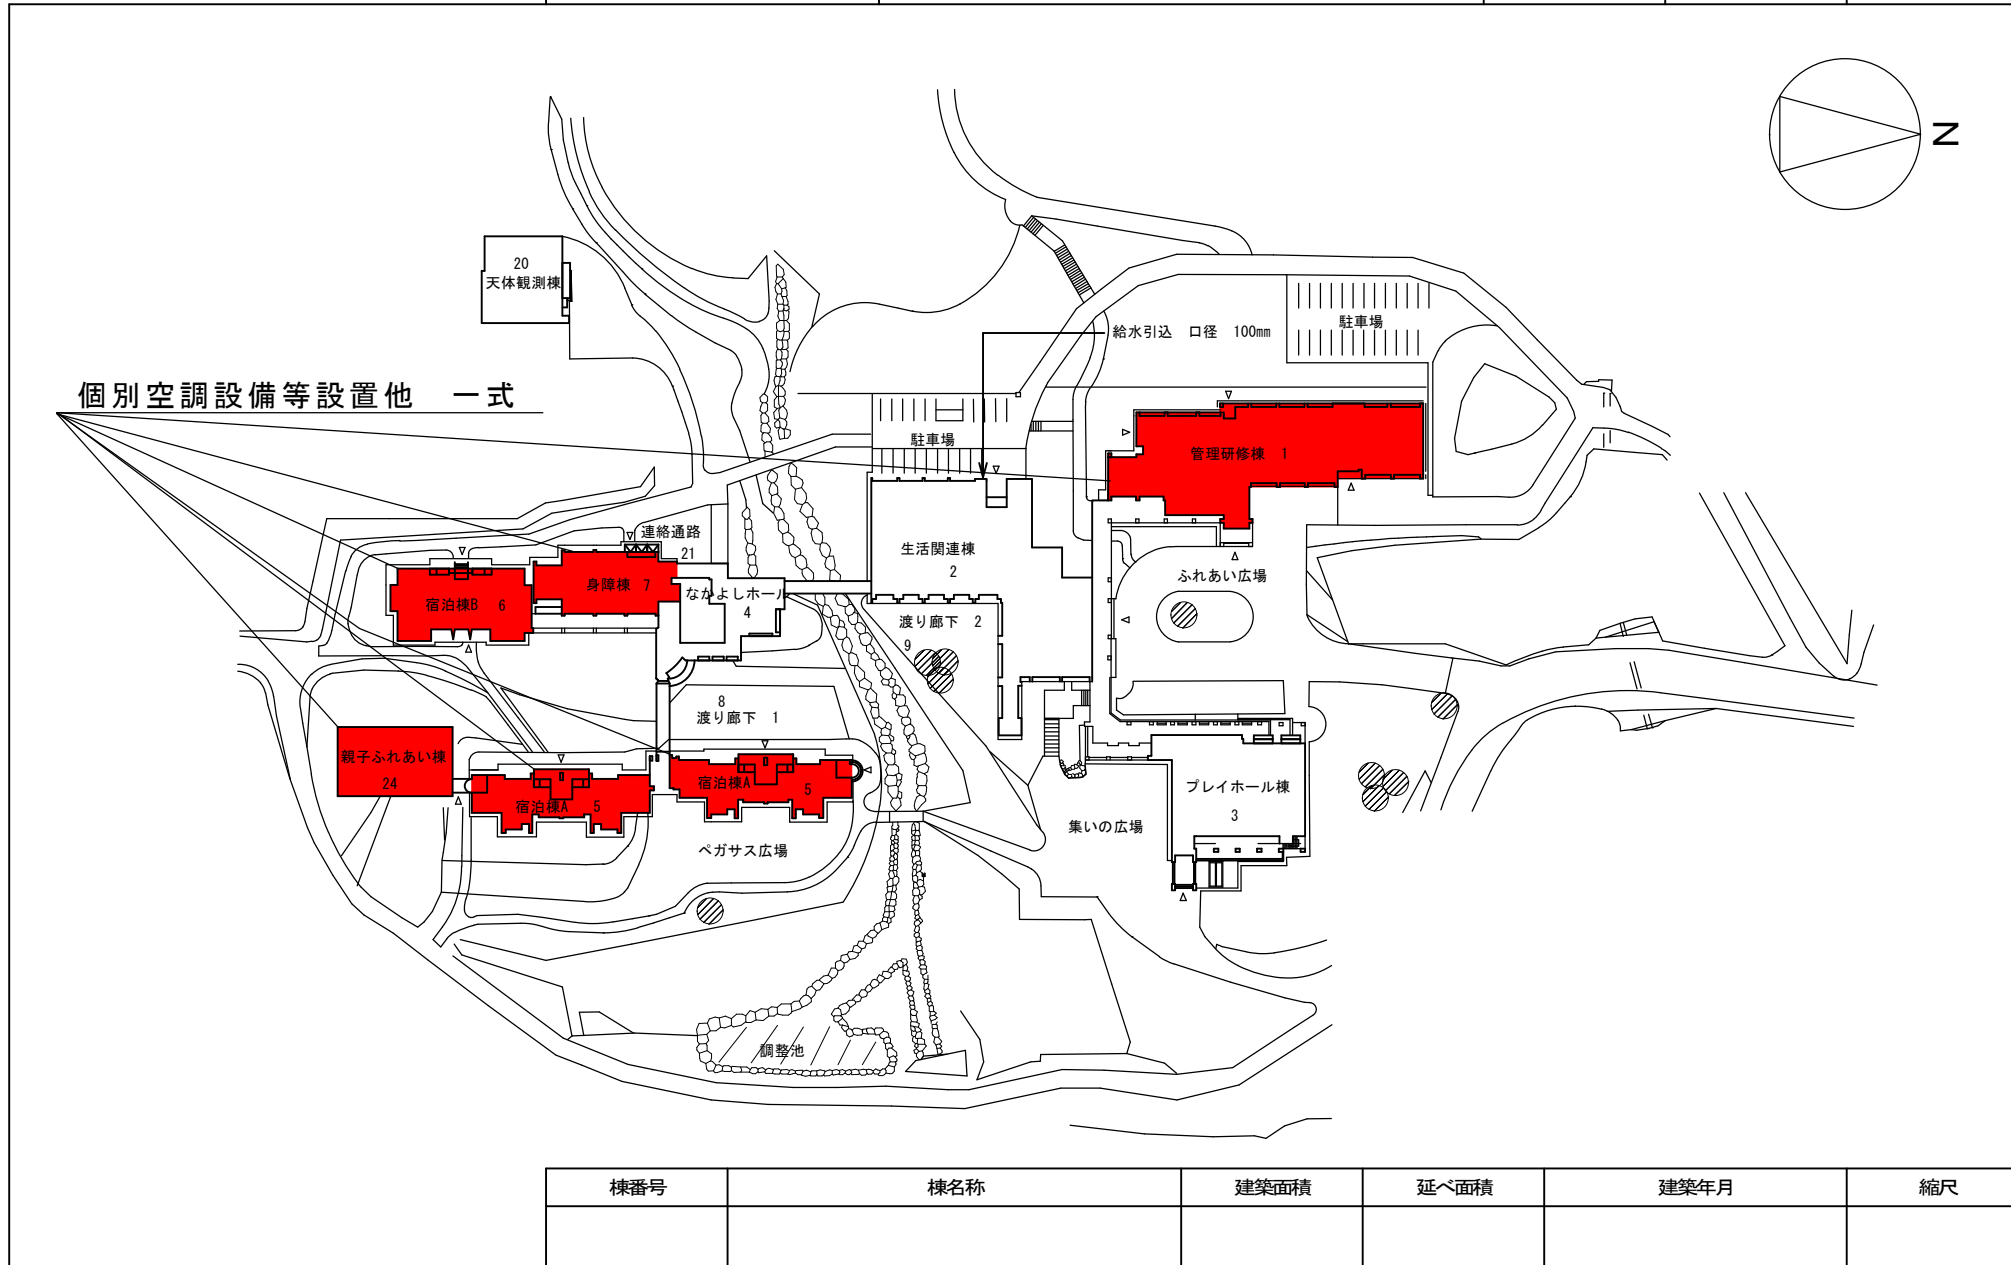 N
20
天体観測棟
給水引込 口径 100mm
駐車場
個別空調設備等設置他 一式
駐車場
管理研修棟 1
連絡通路
21
生活関連棟
2
ふれあい広場
身障棟 7
なかよしホール
4
宿泊棟B 6
渡り廊下 2
9
8
渡り廊下 1
親子ふれあい棟
24
宿泊棟A 5
宿泊棟A 5
プレイホール棟
3
集いの広場
ペガサス広場
調整池
棟番号 棟名称 建築面積 延べ面積 建築年月 縮尺